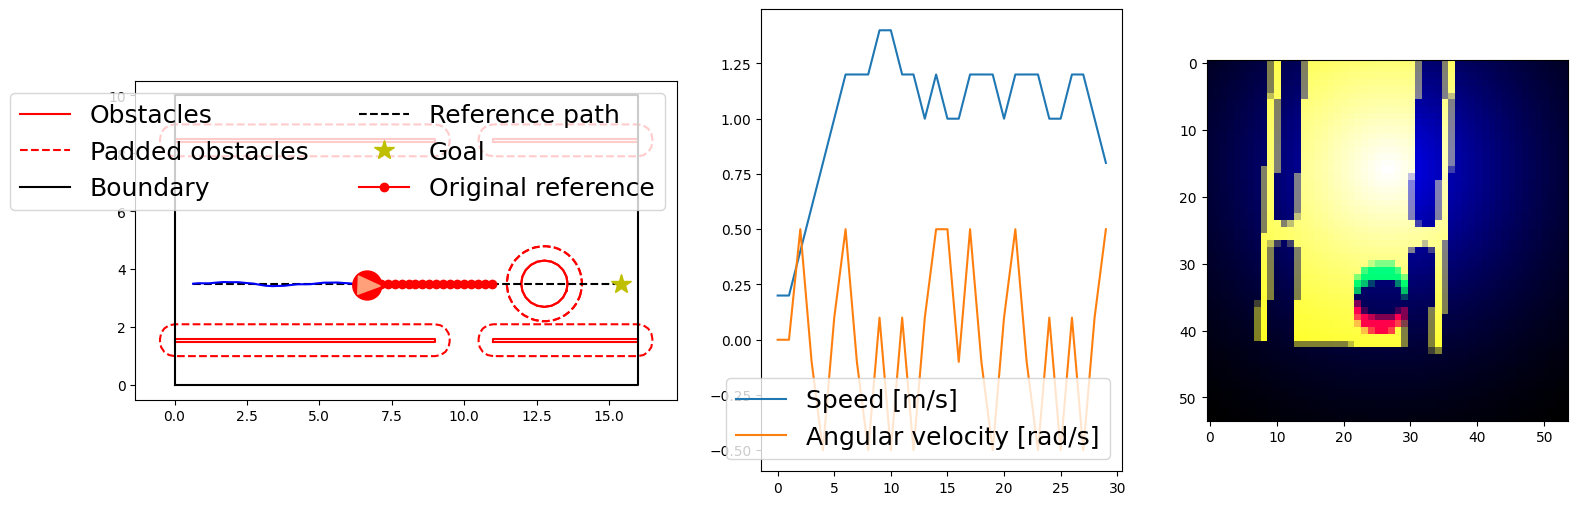 10
Obstacles
Reference path
Padded obstacles
Goal
Boundary
Original reference
6
4
2
0
0.0 2.5 5.0 7.5 10.0 12.5 15.0
1.25
1.00
0.75
0.50
0.25
0.00
−0.25
−0.50
Speed [m/s]
Angular velocity [rad/s]
0 5 10 15 20 25 30
0
10
20
30
40
50
0 10 20 30 40 50